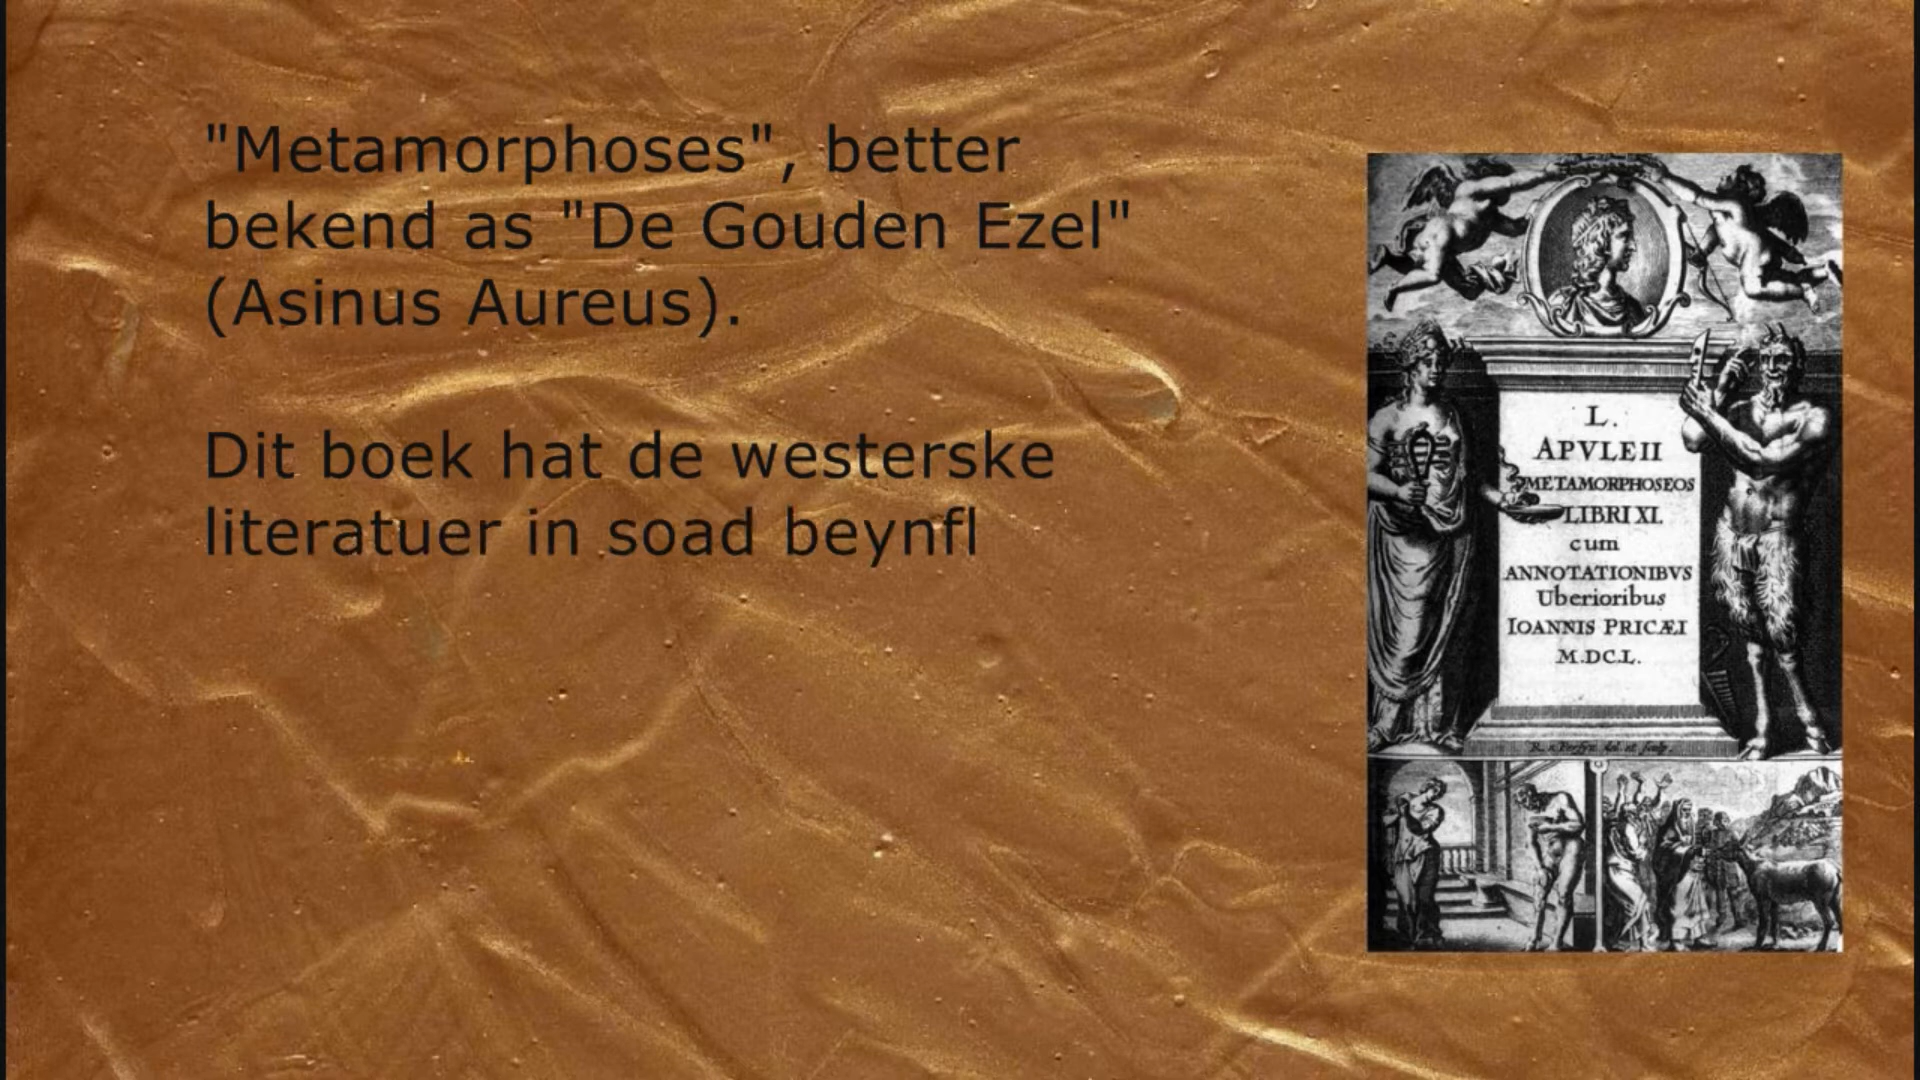 "Metamorphoses", better
bekend as "De Gouden Ezel"
(Asinus Aureus).
Dit boek hat de westerske
literatuer in soad beynfl
L.
APVLEII
METAMORPHOSEOS
LIBRI XI.
cum
ANNOTATIONIBVS
Uberioribus
IOANNIS PRICÆI
M.DC.L.